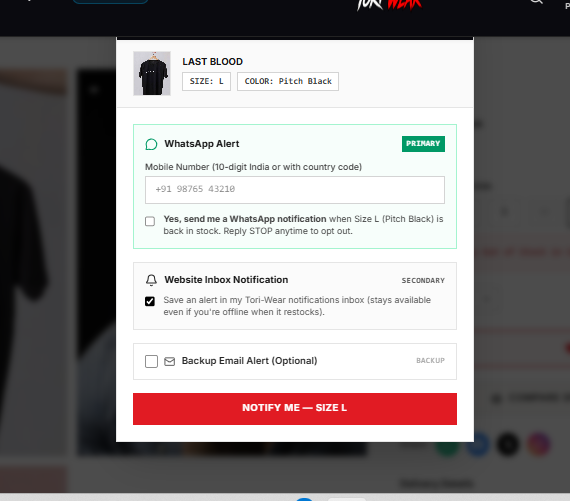 TORI WEAR
LAST BLOOD
SIZE: L
COLOR: Pitch Black
WhatsApp Alert
PRIMARY
Mobile Number (10-digit India or with country code)
+91 98765 43210
Yes, send me a WhatsApp notification when Size L (Pitch Black) is
back in stock. Reply STOP anytime to opt out.
Website Inbox Notification
SECONDARY
Save an alert in my Tori-Wear notifications inbox (stays available
even if you're offline when it restocks).
Backup Email Alert (Optional)
BACKUP
NOTIFY ME — SIZE L